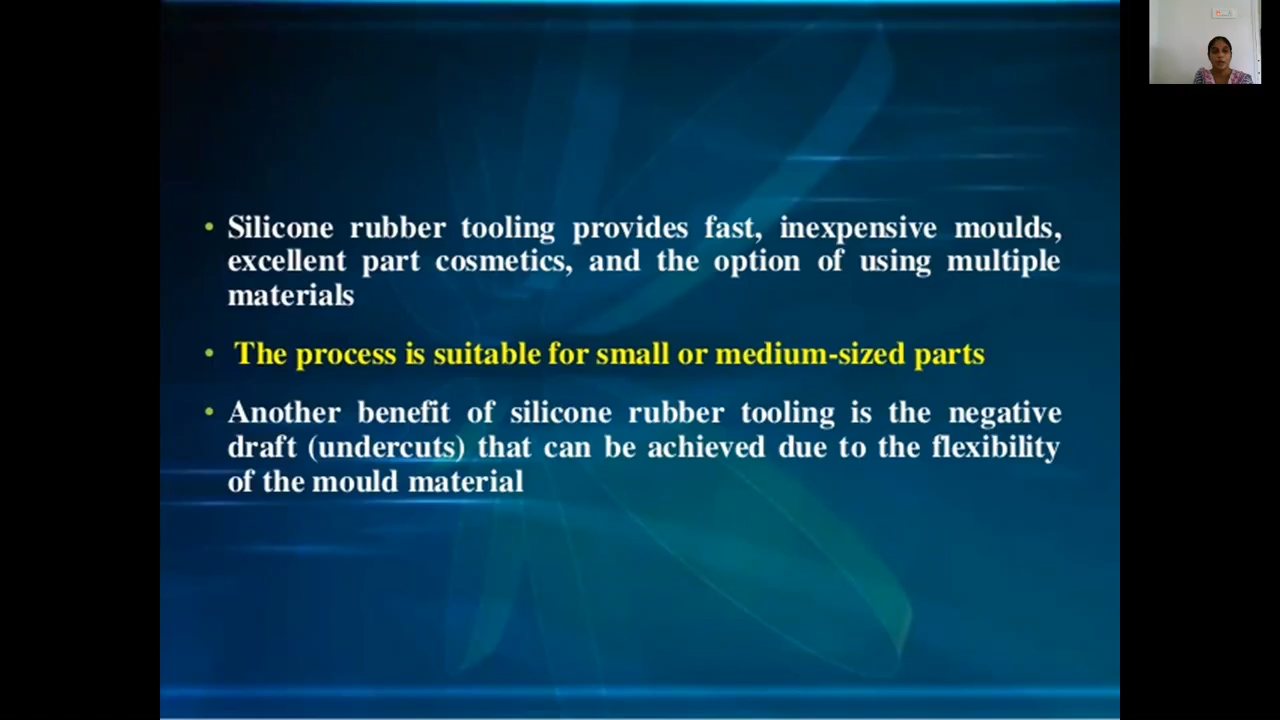 • Silicone rubber tooling provides fast, inexpensive moulds,
excellent part cosmetics, and the option of using multiple
materials
• The process is suitable for small or medium-sized parts
• Another benefit of silicone rubber tooling is the negative
draft (undercuts) that can be achieved due to the flexibility
of the mould material